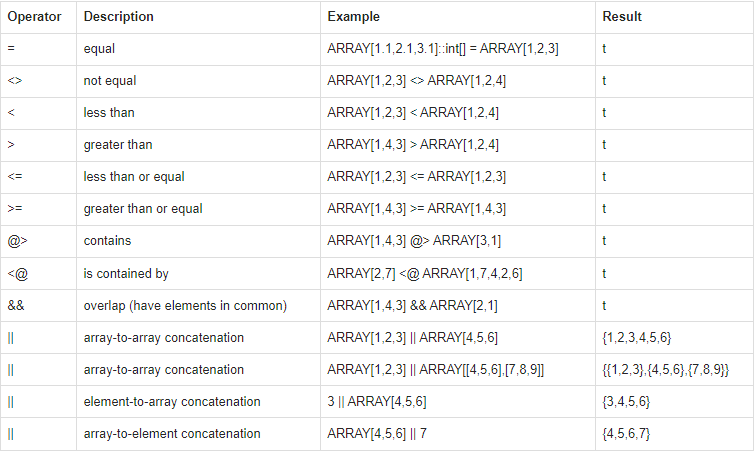 Operator Description Example Result
= equal ARRAY[1.1,2.1,3.1]::int[] = ARRAY[1,2,3] t
<> not equal ARRAY[1,2,3] <> ARRAY[1,2,4] t
< less than ARRAY[1,2,3] < ARRAY[1,2,4] t
> greater than ARRAY[1,4,3] > ARRAY[1,2,4] t
<= less than or equal ARRAY[1,2,3] <= ARRAY[1,2,3] t
>= greater than or equal ARRAY[1,4,3] >= ARRAY[1,4,3] t
@> contains ARRAY[1,4,3] @> ARRAY[3,1] t
<@ is contained by ARRAY[2,7] <@ ARRAY[1,7,4,2,6] t
&& overlap (have elements in common) ARRAY[1,4,3] && ARRAY[2,1] t
|| array-to-array concatenation ARRAY[1,2,3] || ARRAY[4,5,6] {1,2,3,4,5,6}
|| array-to-array concatenation ARRAY[1,2,3] || ARRAY[[4,5,6],[7,8,9]] {{1,2,3},{4,5,6},{7,8,9}}
|| element-to-array concatenation 3 || ARRAY[4,5,6] {3,4,5,6}
|| array-to-element concatenation ARRAY[4,5,6] || 7 {4,5,6,7}